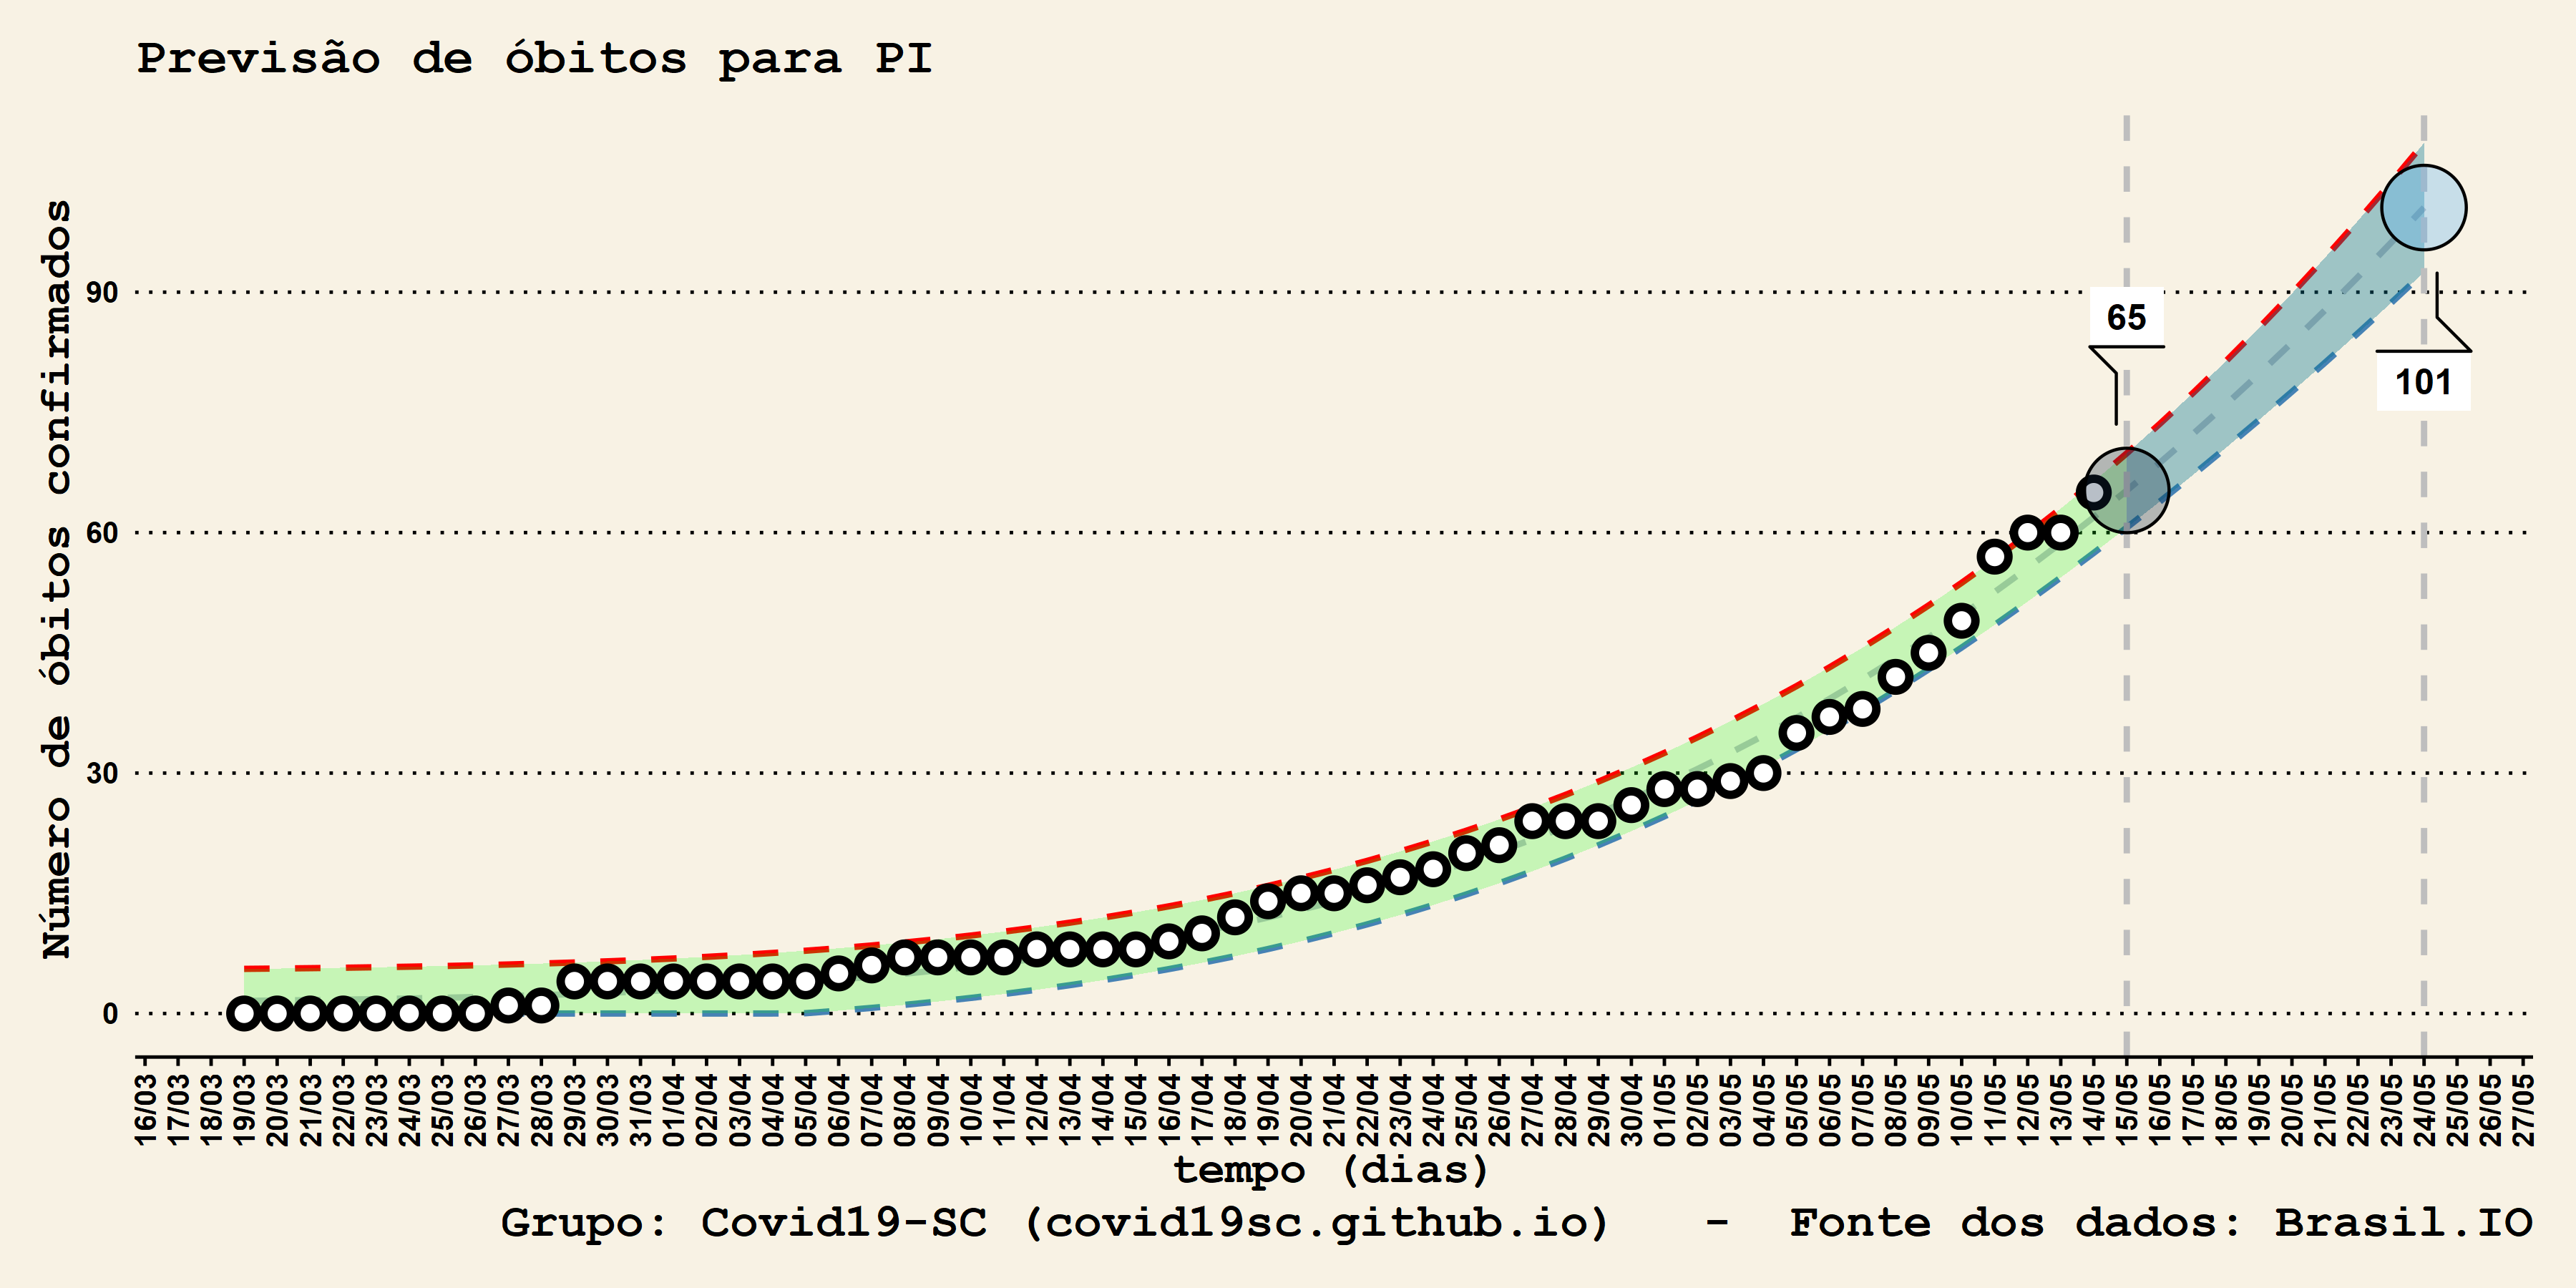 Previsão de óbitos para PI
Número de óbitos confirmados
90
60
30
0
65
101
16/03 17/03 18/03 19/03 20/03 21/03 22/03 23/03 24/03 25/03 26/03 27/03 28/03 29/03 30/03 31/03 01/04 02/04 03/04 04/04 05/04 06/04 07/04 08/04 09/04 10/04 11/04 12/04 13/04 14/04 15/04 16/04 17/04 18/04 19/04 20/04 21/04 22/04 23/04 24/04 25/04 26/04 27/04 28/04 29/04 30/04 01/05 02/05 03/05 04/05 05/05 06/05 07/05 08/05 09/05 10/05 11/05 12/05 13/05 14/05 15/05 16/05 17/05 18/05 19/05 20/05 21/05 22/05 23/05 24/05 25/05 26/05 27/05
tempo (dias)
Grupo: Covid19-SC (covid19sc.github.io) - Fonte dos dados: Brasil.IO